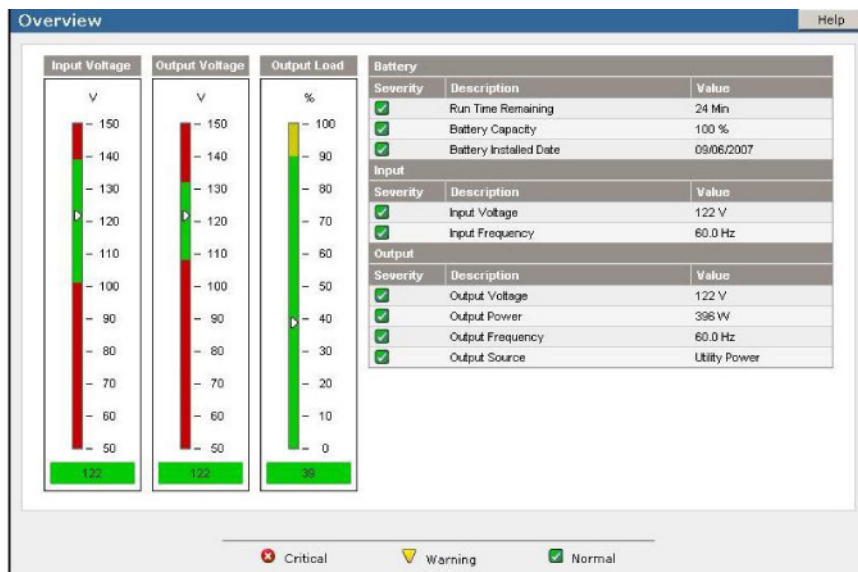 Overview
Help
Input Voltage
V
150
140
130
120
110
100
90
80
70
60
50
122
Output Voltage
V
150
140
130
120
110
100
90
80
70
60
50
122
Output Load
%
100
90
80
70
60
50
40
30
20
10
0
39
Battery
Severity Description Value
Run Time Remaining 24 Min
Battery Capacity 100 %
Battery Installed Date 09/06/2007
Input
Severity Description Value
Input Voltage 122 V
Input Frequency 60.0 Hz
Output
Severity Description Value
Output Voltage 122 V
Output Power 396 W
Output Frequency 60.0 Hz
Output Source Utility Power
Critical Warning Normal